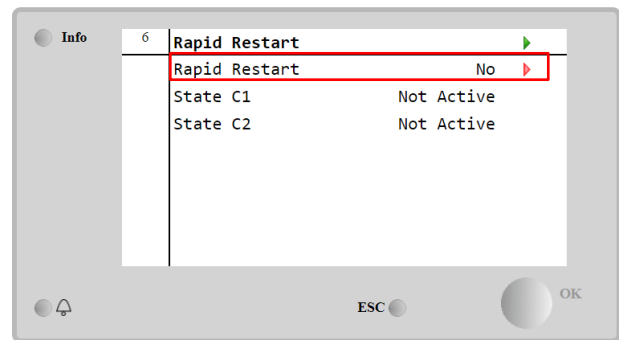 Info
6 Rapid Restart
Rapid Restart No
State C1 Not Active
State C2 Not Active
ESC
OK